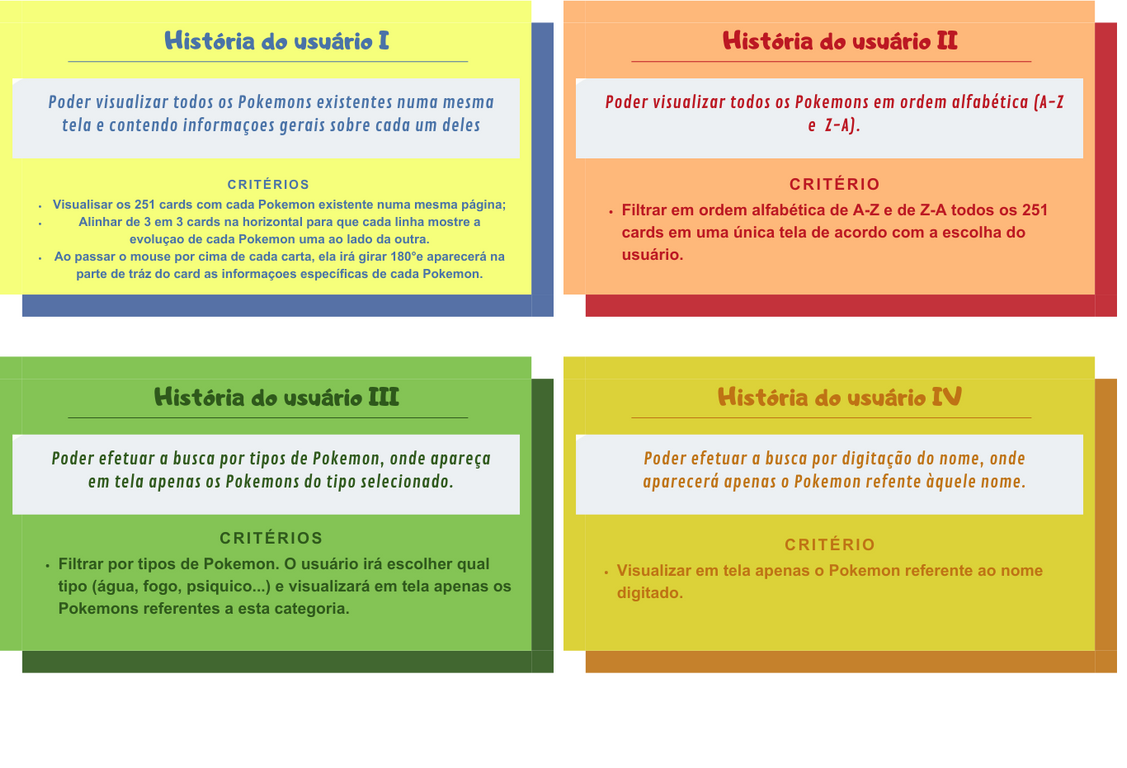 História do usuário I
Poder visualizar todos os Pokemons existentes numa mesma
tela e contendo informaçoes gerais sobre cada um deles
CRITÉRIOS
• Visualisar os 251 cards com cada Pokemon existente numa mesma página;
• Alinhar de 3 em 3 cards na horizontal para que cada linha mostre a
evoluçao de cada Pokemon uma ao lado da outra.
• Ao passar o mouse por cima de cada carta, ela irá girar 180°e aparecerá na
parte de tráz do card as informaçoes específicas de cada Pokemon.
História do usuário II
Poder visualizar todos os Pokemons em ordem alfabética (A-Z
e Z-A).
CRITÉRIO
• Filtrar em ordem alfabética de A-Z e de Z-A todos os 251
cards em uma única tela de acordo com a escolha do
usuário.
História do usuário III
Poder efetuar a busca por tipos de Pokemon, onde apareça
em tela apenas os Pokemons do tipo selecionado.
CRITÉRIOS
• Filtrar por tipos de Pokemon. O usuário irá escolher qual
tipo (água, fogo, psiquico...) e visualizará em tela apenas os
Pokemons referentes a esta categoria.
História do usuário IV
Poder efetuar a busca por digitação do nome, onde
aparecerá apenas o Pokemon refente àquele nome.
CRITÉRIO
• Visualizar em tela apenas o Pokemon referente ao nome
digitado.